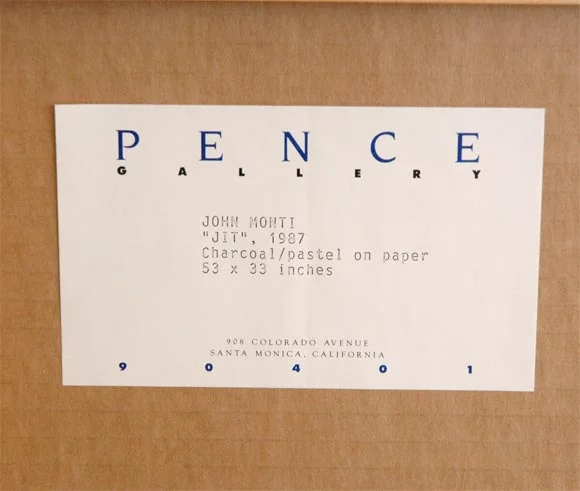 PENCE
GALLERY
JOHN MONTI
"JIT", 1987
Charcoal/pastel on paper
53 x 33 inches
908 COLORADO AVENUE
SANTA MONICA, CALIFORNIA
90401